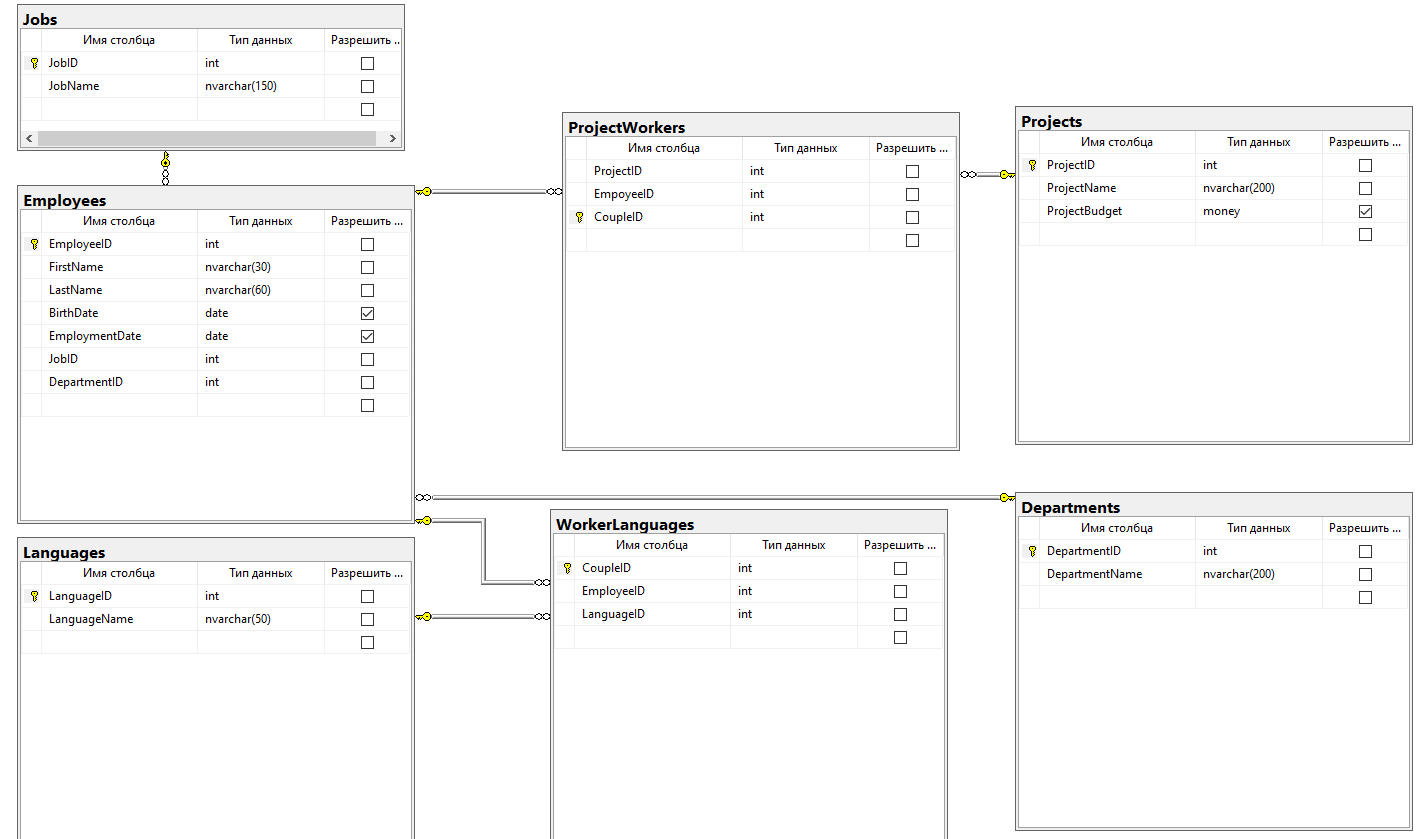 Jobs
Имя столбца Тип данных Разрешить ...
JobID int
JobName nvarchar(150)
Employees
Имя столбца Тип данных Разрешить ...
EmployeeID int
FirstName nvarchar(30)
LastName nvarchar(60)
BirthDate date
EmploymentDate date
JobID int
DepartmentID int
Languages
Имя столбца Тип данных Разрешить ...
LanguageID int
LanguageName nvarchar(50)
ProjectWorkers
Имя столбца Тип данных Разрешить ...
ProjectID int
EmpoyeeID int
CoupleID int
WorkerLanguages
Имя столбца Тип данных Разрешить ...
CoupleID int
EmployeeID int
LanguageID int
Projects
Имя столбца Тип данных Разрешить ...
ProjectID int
ProjectName nvarchar(200)
ProjectBudget money
Departments
Имя столбца Тип данных Разрешить ...
DepartmentID int
DepartmentName nvarchar(200)